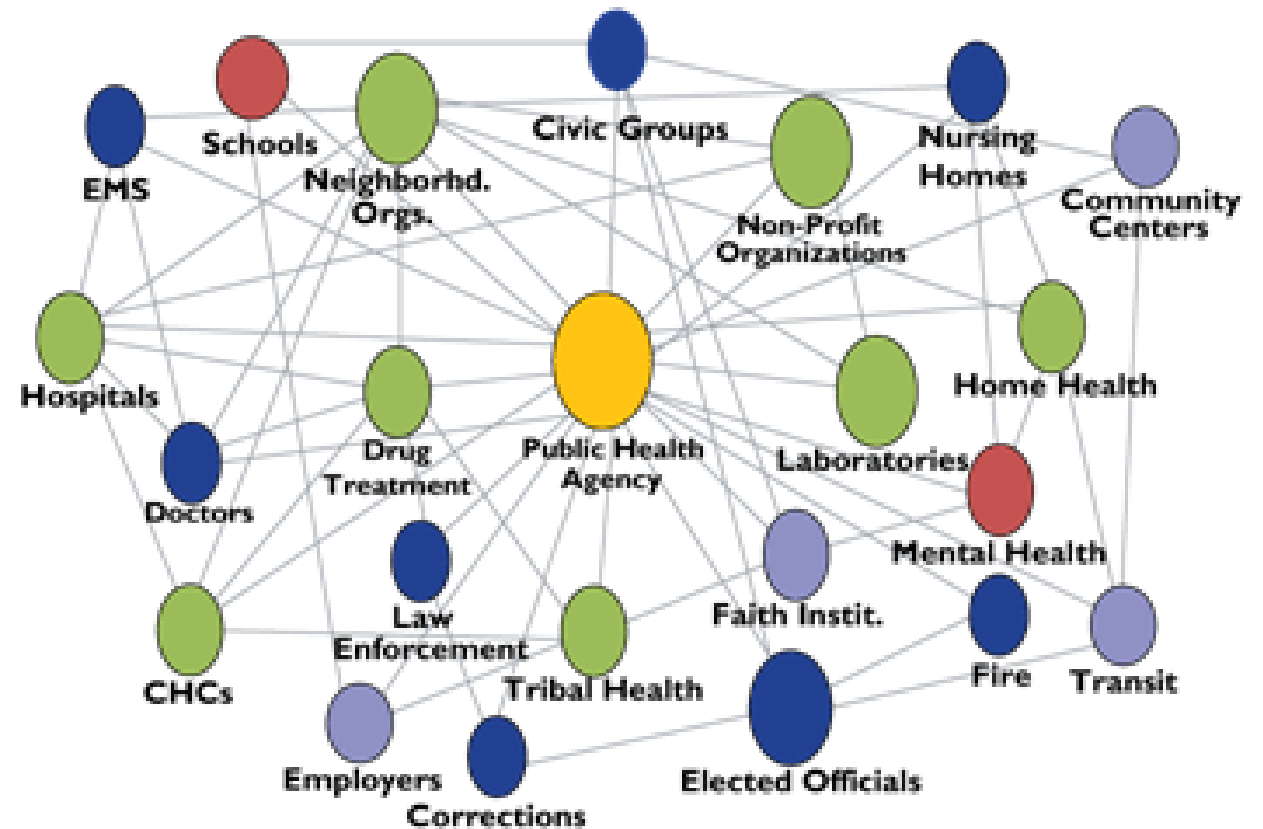 Civic Groups
Schools
EMS
Neighborhd.
Orgs.
Nursing
Homes
Community
Centers
Non-Profit
Organizations
Hospitals
Home Health
Drug
Treatment
Public Health
Agency
Laboratories
Doctors
Mental Health
Law
Enforcement
Faith Instit.
CHCs
Tribal Health
Fire
Transit
Employers
Elected Officials
Corrections